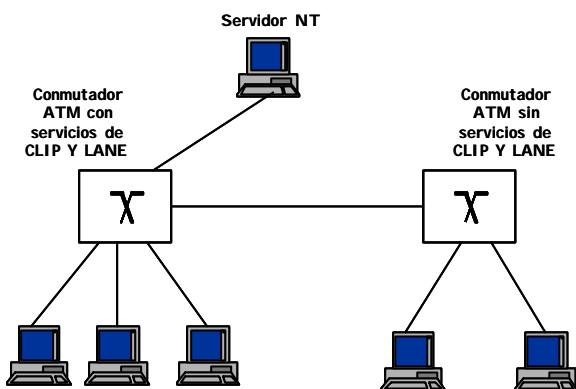 Servidor NT
Conmutador
ATM con
servicios de
CLIP Y LANE
Conmutador
ATM sin
servicios de
CLIP Y LANE